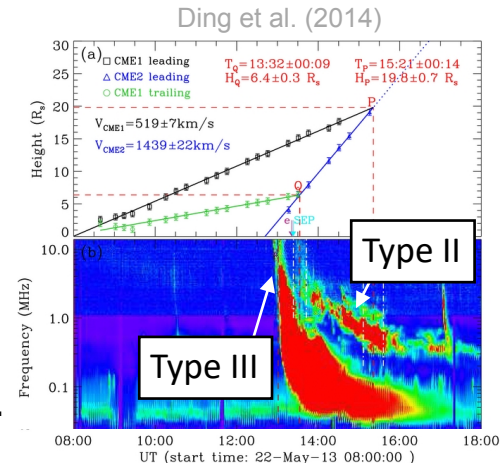 Ding et al. (2014)
(a)
CME1 leading
CME2 leading
CME1 trailing
T_Q=13:32±00:09
H_Q=6.4±0.3 R_s
T_P=15:21±00:14
H_P=19.8±0.7 R_s
V_CME1=519±7km/s
V_CME2=1439±22km/s
P
Q
e SEP
Height (R_s)
30
25
20
15
10
5
0
(b)
Type II
Type III
Frequency (MHz)
10.0
1.0
0.1
08:00 10:00 12:00 14:00 16:00 18:00
UT (start time: 22-May-13 08:00:00 )